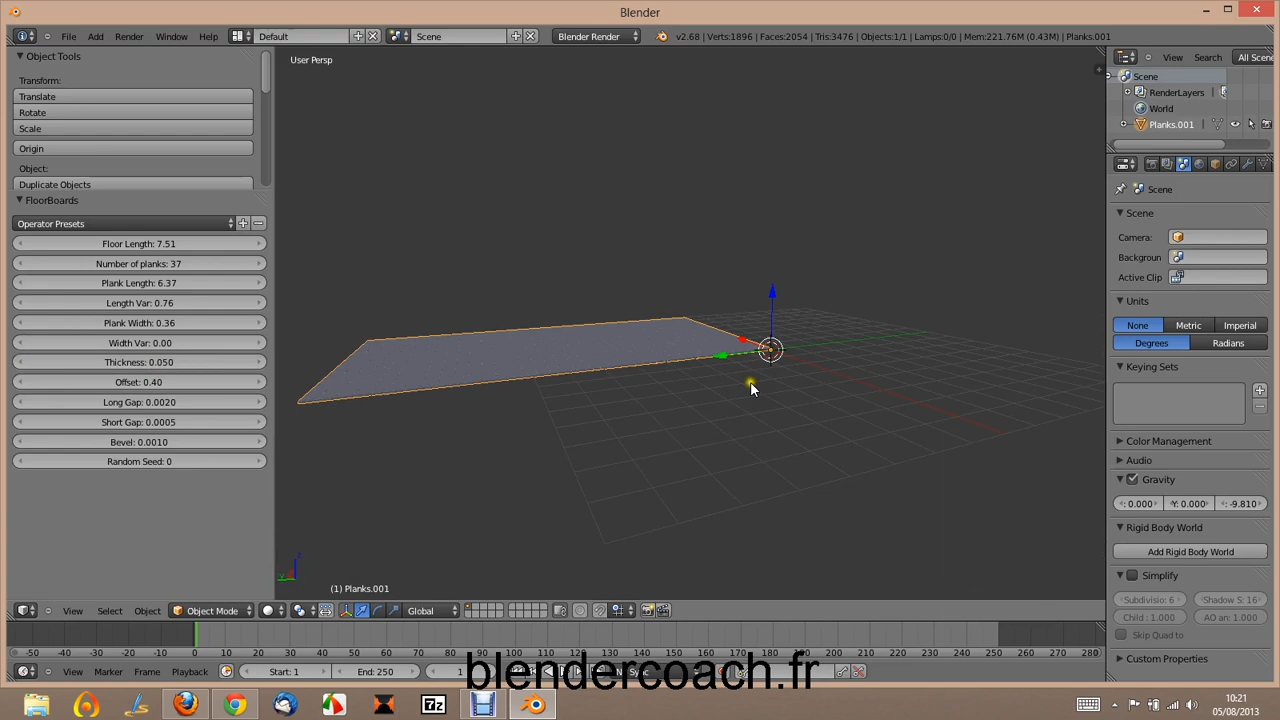 Blender
File Add Render Window Help Default Scene Blender Render v2.68 | Verts:1896 | Faces:2054 | Tris:3476 | Objects:1/1 | Lamps:0/0 | Mem:221.76M (0.43M) | Planks.001
Object Tools
Transform:
Translate
Rotate
Scale
Origin
Object:
Duplicate Objects
FloorBoards
Operator Presets
Floor Length: 7.51
Number of planks: 37
Plank Length: 6.37
Length Var: 0.76
Plank Width: 0.36
Width Var: 0.00
Thickness: 0.050
Offset: 0.40
Long Gap: 0.0020
Short Gap: 0.0005
Bevel: 0.0010
Random Seed: 0
User Persp
(1) Planks.001
View Select Object Object Mode Global
View Search All Scene
Scene
RenderLayers
World
Planks.001
Scene
Scene
Camera:
Backgroun
Active Clip
Units
None Metric Imperial
Degrees Radians
Keying Sets
Color Management
Audio
Gravity
: 0.000 Y: 0.000 : -9.810
Rigid Body World
Add Rigid Body World
Simplify
Subdivisio: 6 Shadow S: 16
Child : 1.000 AO an: 1.000
Skip Quad to
Custom Properties
-50 -40 -30 -20 -10 0 10 20 30 40 50 60 70 80 90 100 110 120 130 140 150 160 170 180 190 200 210 220 230 240 250 260 270 280
View Marker Frame Playback Start: 1 End: 250 1
blendercoach.fr
7z
10:21
05/08/2013